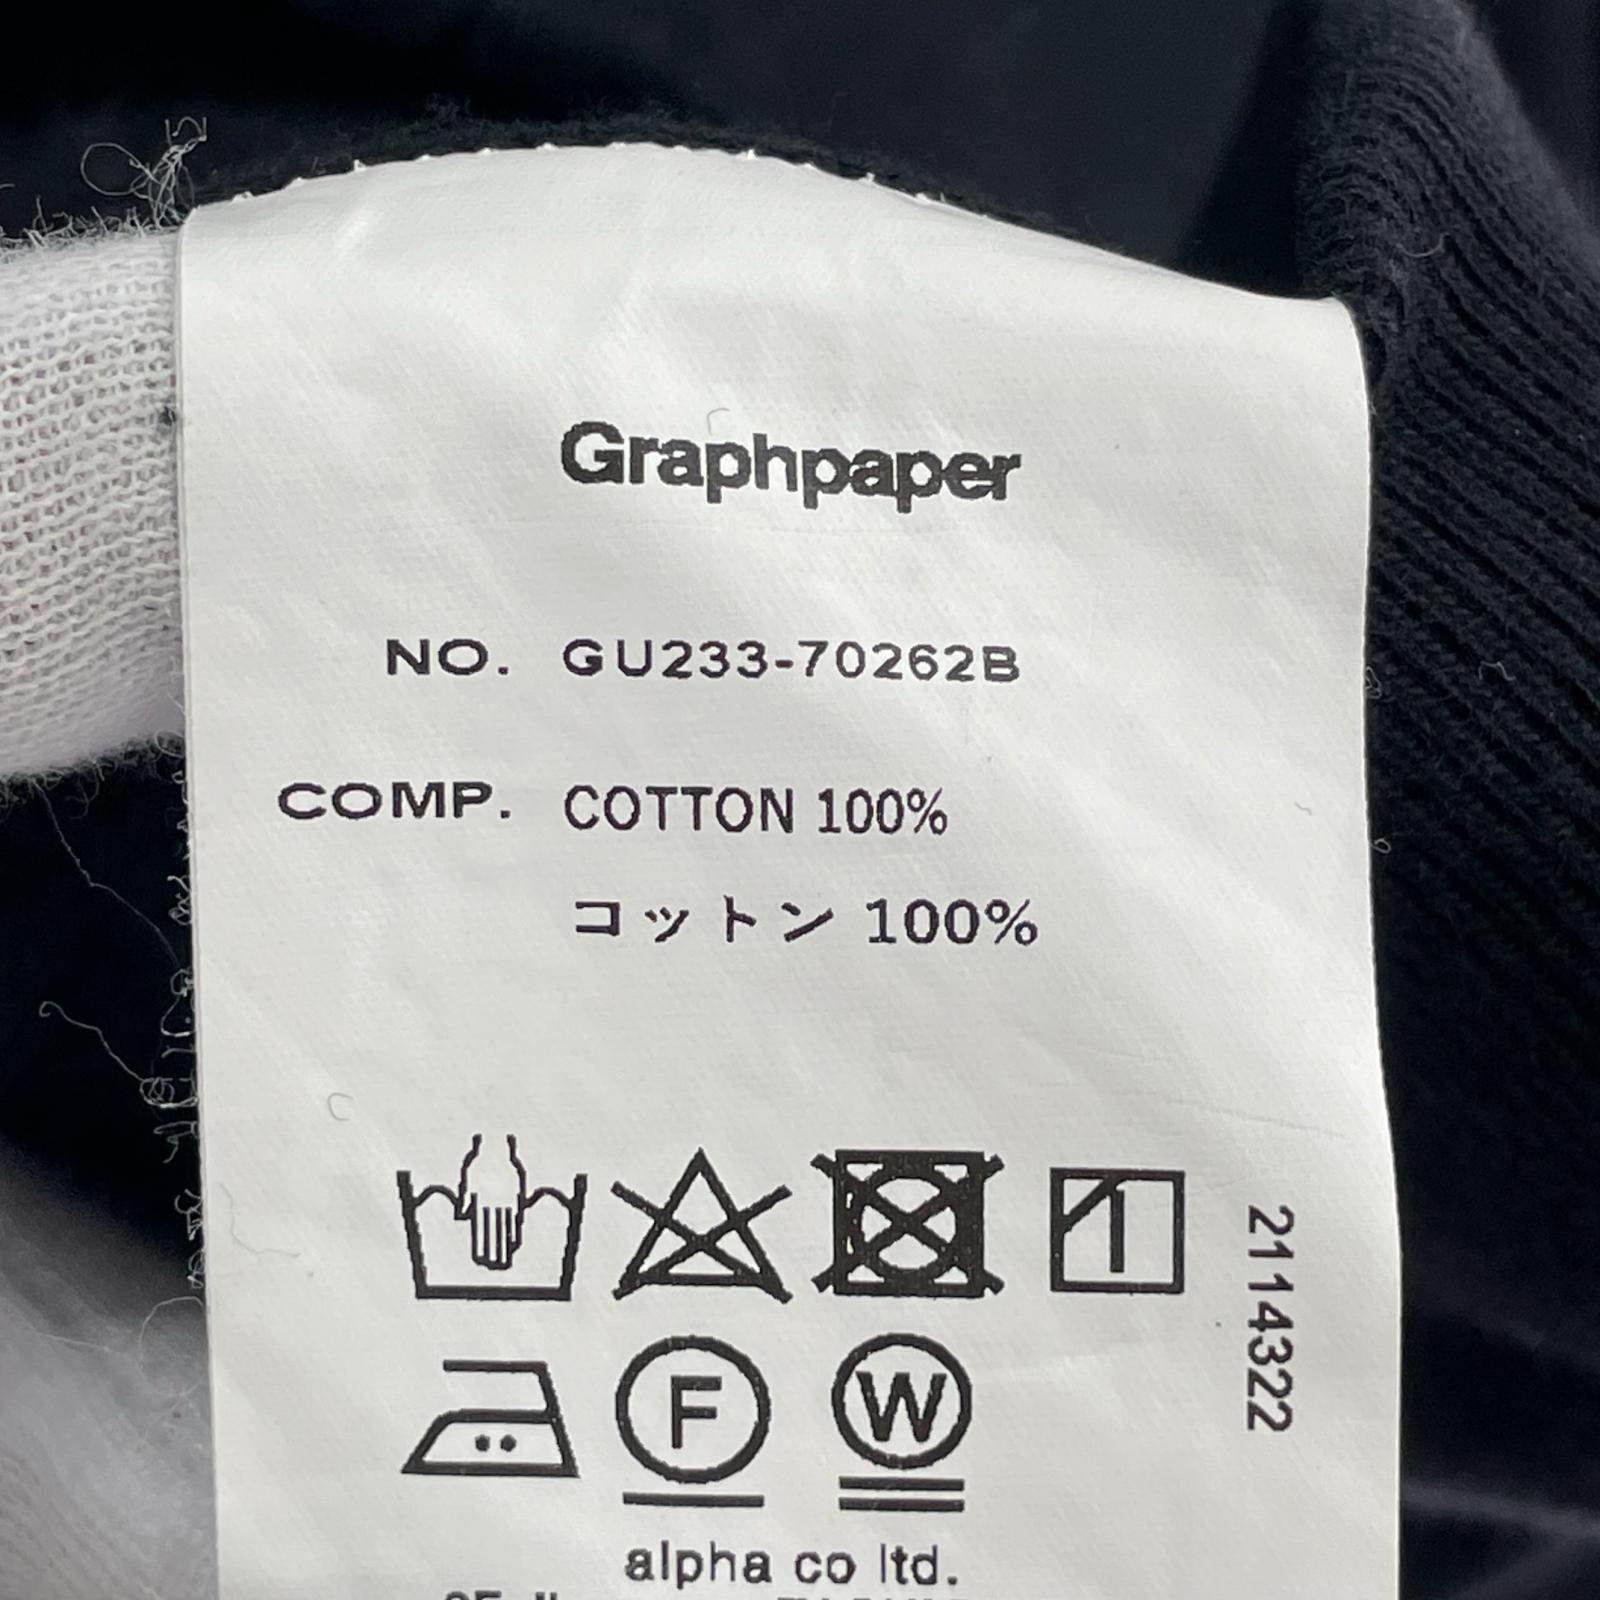 Graphpaper
NO. GU233-70262B
COMP. COTTON 100%
コットン 100%
2114322
F
W
alpha co ltd.